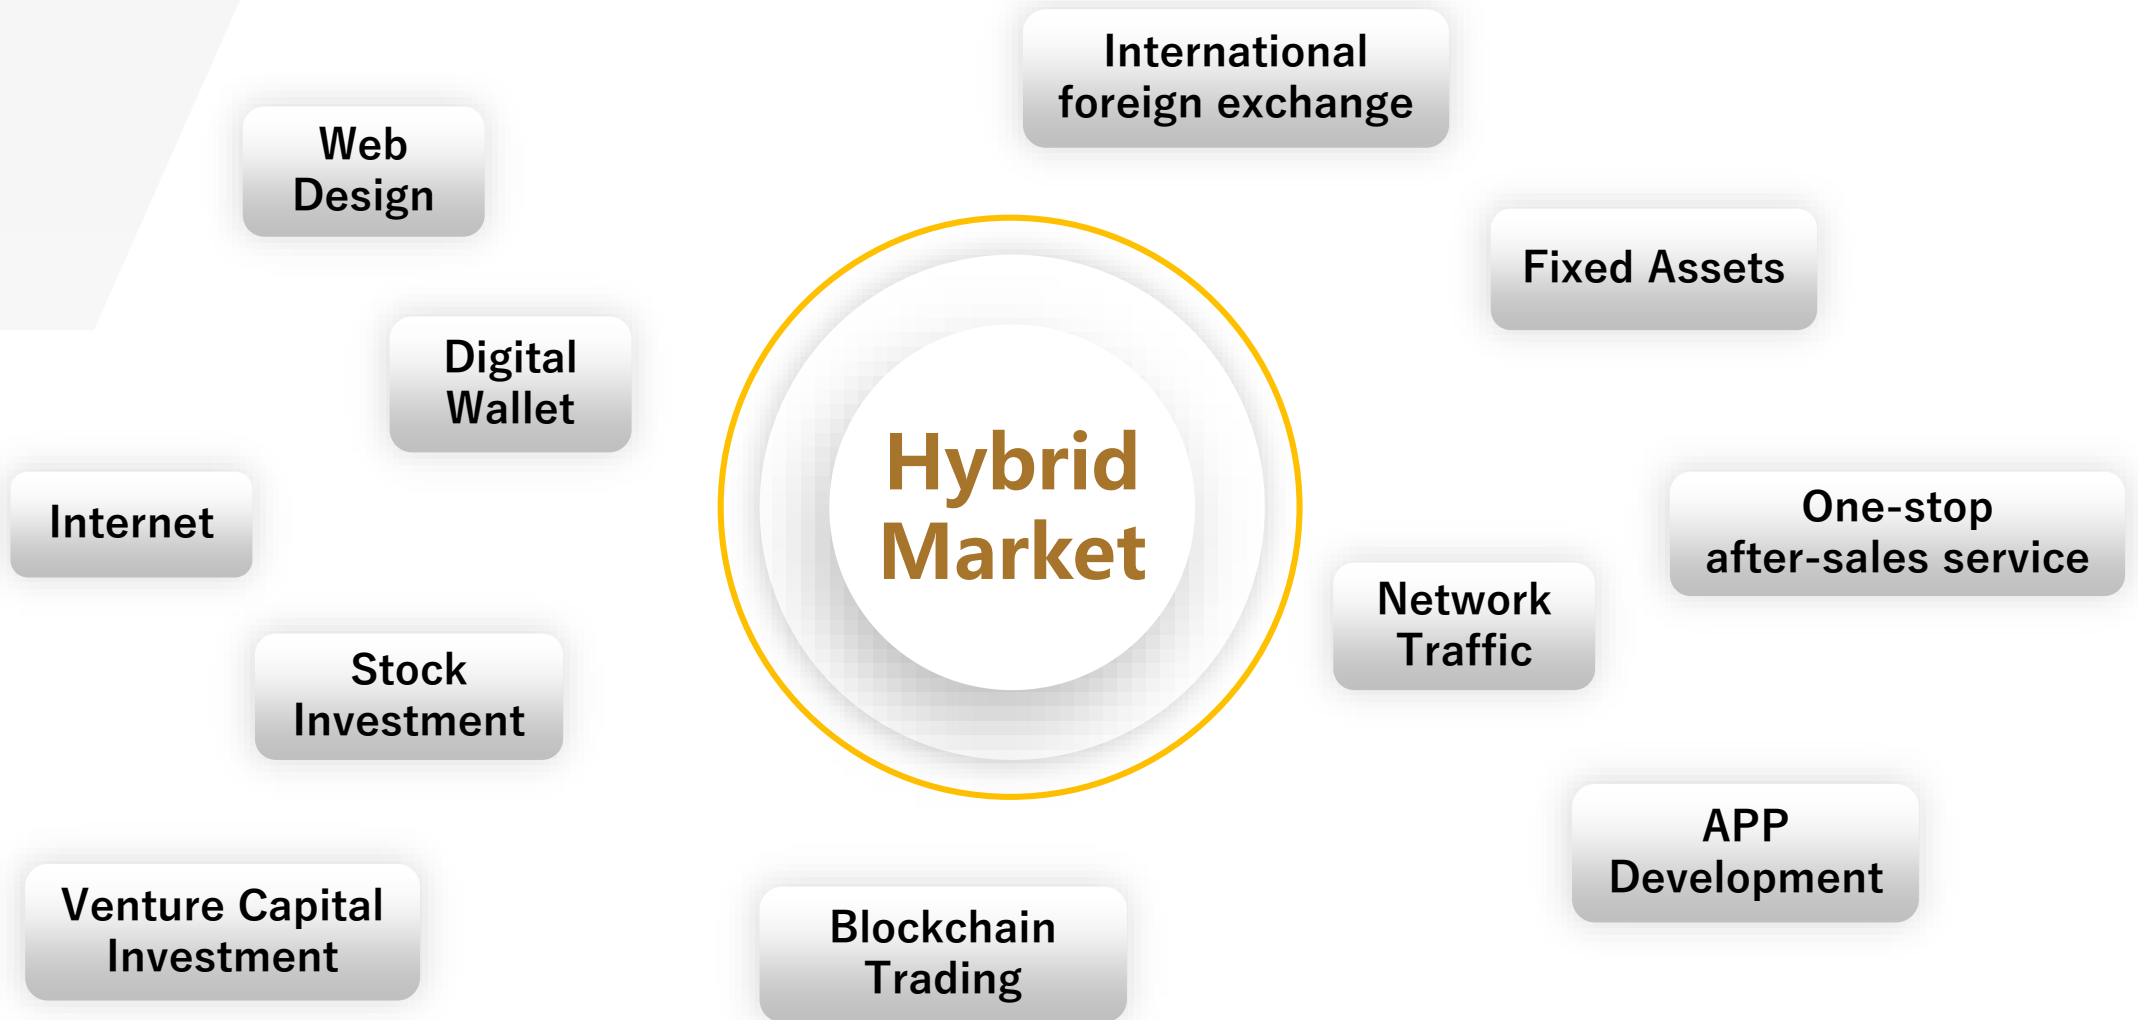 International
foreign exchange
Web
Design
Fixed Assets
Digital
Wallet
Hybrid
Market
Internet
One-stop
after-sales service
Network
Traffic
Stock
Investment
APP
Development
Venture Capital
Investment
Blockchain
Trading